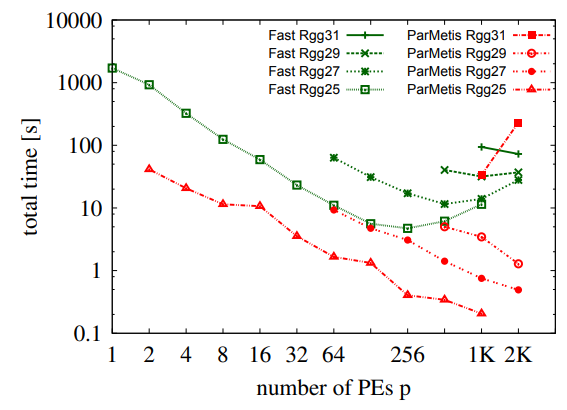 10000
1000
100
10
1
0.1
total time [s]
Fast Rgg31
Fast Rgg29
Fast Rgg27
Fast Rgg25
ParMetis Rgg31
ParMetis Rgg29
ParMetis Rgg27
ParMetis Rgg25
1 2 4 8 16 32 64 256 1K 2K
number of PEs p